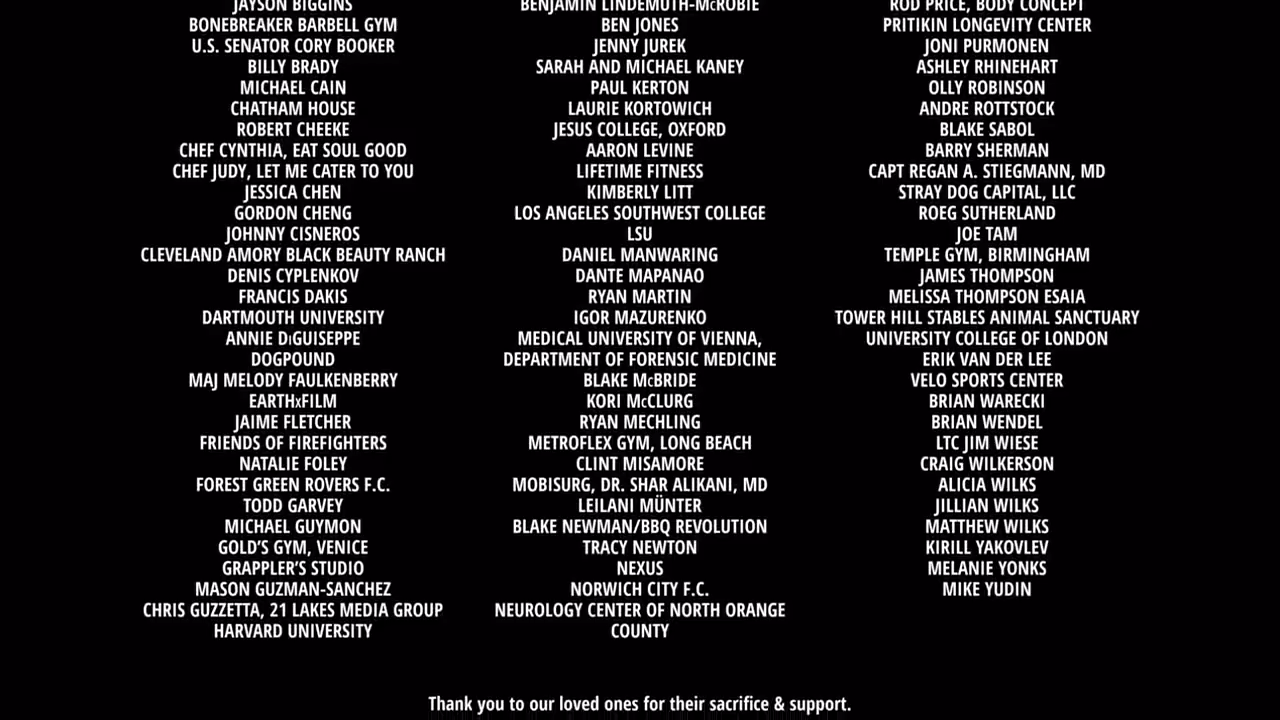 JAYSON BIGGINS
BONEBREAKER BARBELL GYM
U.S. SENATOR CORY BOOKER
BILLY BRADY
MICHAEL CAIN
CHATHAM HOUSE
ROBERT CHEEKE
CHEF CYNTHIA, EAT SOUL GOOD
CHEF JUDY, LET ME CATER TO YOU
JESSICA CHEN
GORDON CHENG
JOHNNY CISNEROS
CLEVELAND AMORY BLACK BEAUTY RANCH
DENIS CYPLENKOV
FRANCIS DAKIS
DARTMOUTH UNIVERSITY
ANNIE DiGUISEPPE
DOGPOUND
MAJ MELODY FAULKENBERRY
EARTHxFILM
JAIME FLETCHER
FRIENDS OF FIREFIGHTERS
NATALIE FOLEY
FOREST GREEN ROVERS F.C.
TODD GARVEY
MICHAEL GUYMON
GOLD'S GYM, VENICE
GRAPPLER'S STUDIO
MASON GUZMAN-SANCHEZ
CHRIS GUZZETTA, 21 LAKES MEDIA GROUP
HARVARD UNIVERSITY
BENJAMIN LINDEMUTH-McROBIE
BEN JONES
JENNY JUREK
SARAH AND MICHAEL KANEY
PAUL KERTON
LAURIE KORTOWICH
JESUS COLLEGE, OXFORD
AARON LEVINE
LIFETIME FITNESS
KIMBERLY LITT
LOS ANGELES SOUTHWEST COLLEGE
LSU
DANIEL MANWARING
DANTE MAPANAO
RYAN MARTIN
IGOR MAZURENKO
MEDICAL UNIVERSITY OF VIENNA,
DEPARTMENT OF FORENSIC MEDICINE
BLAKE McBRIDE
KORI McCLURG
RYAN MECHLING
METROFLEX GYM, LONG BEACH
CLINT MISAMORE
MOBISURG, DR. SHAR ALIKANI, MD
LEILANI MÜNTER
BLAKE NEWMAN/BBQ REVOLUTION
TRACY NEWTON
NEXUS
NORWICH CITY F.C.
NEUROLOGY CENTER OF NORTH ORANGE
COUNTY
ROD PRICE, BODY CONCEPT
PRITIKIN LONGEVITY CENTER
JONI PURMONEN
ASHLEY RHINEHART
OLLY ROBINSON
ANDRE ROTTSTOCK
BLAKE SABOL
BARRY SHERMAN
CAPT REGAN A. STIEGMANN, MD
STRAY DOG CAPITAL, LLC
ROEG SUTHERLAND
JOE TAM
TEMPLE GYM, BIRMINGHAM
JAMES THOMPSON
MELISSA THOMPSON ESAIA
TOWER HILL STABLES ANIMAL SANCTUARY
UNIVERSITY COLLEGE OF LONDON
ERIK VAN DER LEE
VELO SPORTS CENTER
BRIAN WARECKI
BRIAN WENDEL
LTC JIM WIESE
CRAIG WILKERSON
ALICIA WILKS
JILLIAN WILKS
MATTHEW WILKS
KIRILL YAKOVLEV
MELANIE YONKS
MIKE YUDIN
Thank you to our loved ones for their sacrifice & support.